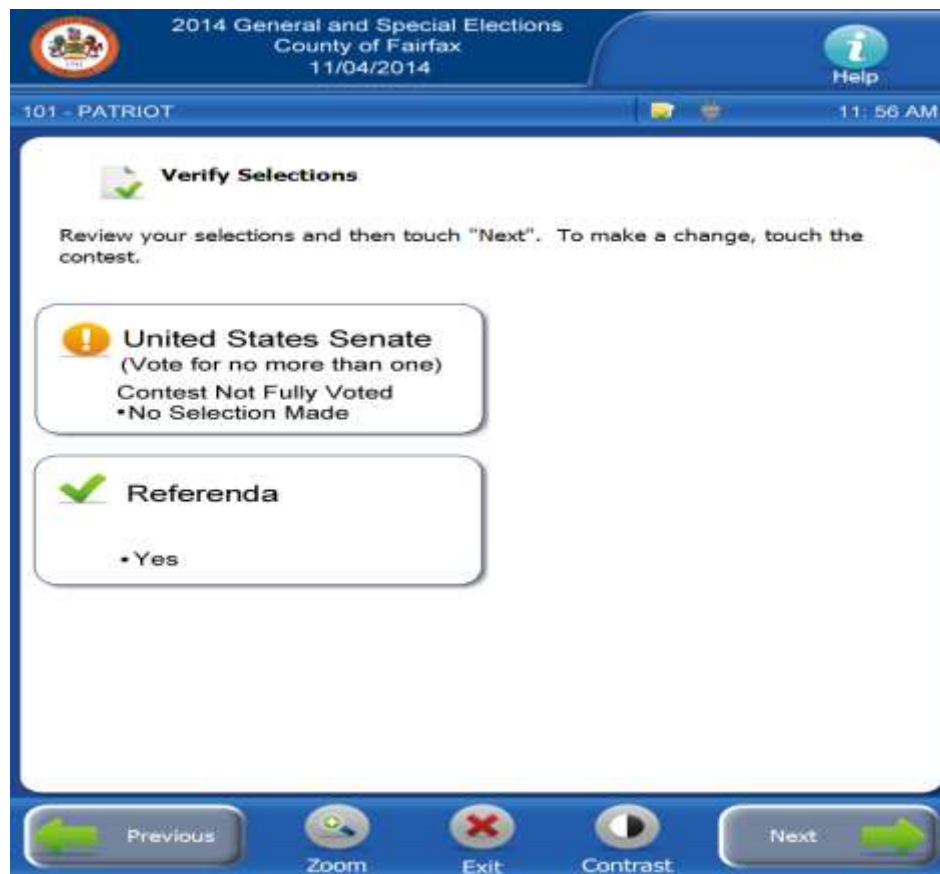 2014 General and Special Elections
County of Fairfax
11/04/2014
Help
101 - PATRIOT
11: 56 AM
Verify Selections
Review your selections and then touch "Next". To make a change, touch the
contest.
United States Senate
(Vote for no more than one)
Contest Not Fully Voted
•No Selection Made
Referenda
•Yes
Previous
Zoom
Exit
Contrast
Next